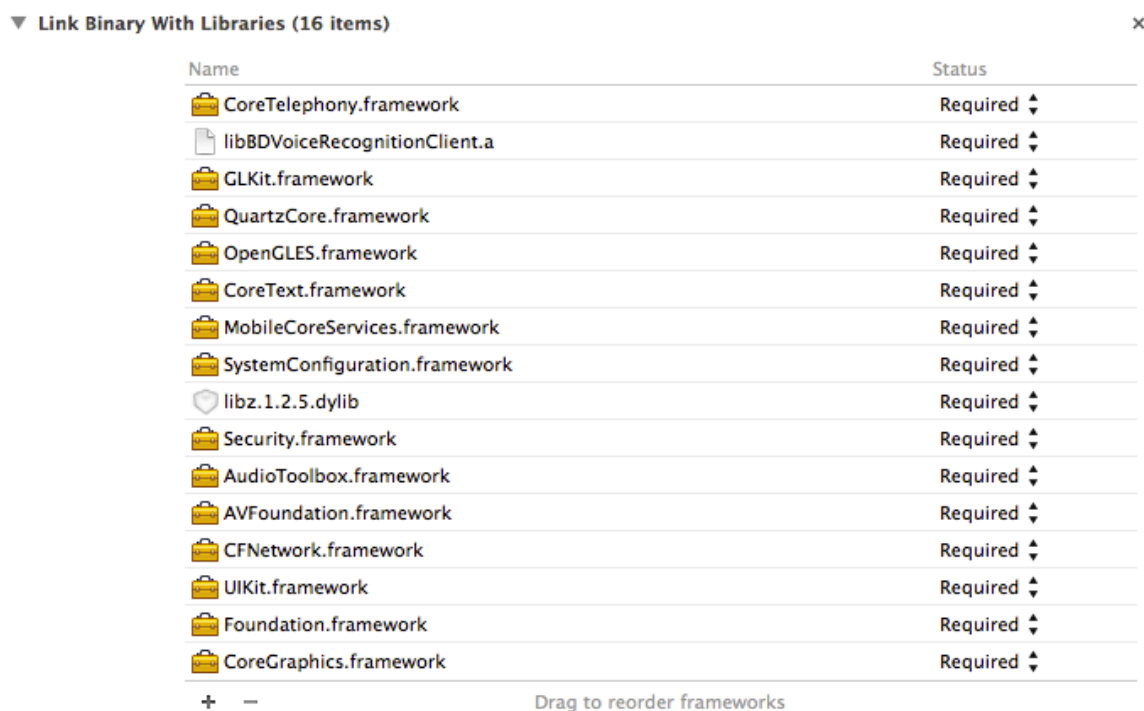 ▼ Link Binary With Libraries (16 items) ×
Name Status
CoreTelephony.framework Required
libBDVoiceRecognitionClient.a Required
GLKit.framework Required
QuartzCore.framework Required
OpenGLES.framework Required
CoreText.framework Required
MobileCoreServices.framework Required
SystemConfiguration.framework Required
libz.1.2.5.dylib Required
Security.framework Required
AudioToolbox.framework Required
AVFoundation.framework Required
CFNetwork.framework Required
UIKit.framework Required
Foundation.framework Required
CoreGraphics.framework Required
+ − Drag to reorder frameworks